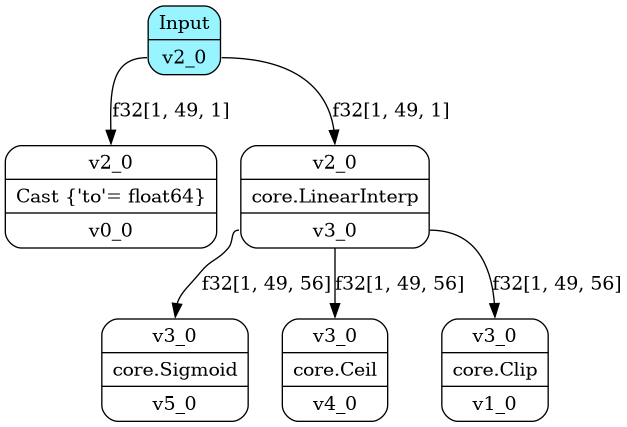 Input
v2_0
f32[1, 49, 1]
f32[1, 49, 1]
v2_0
Cast {'to'= float64}
v0_0
v2_0
core.LinearInterp
v3_0
f32[1, 49, 56]
f32[1, 49, 56]
f32[1, 49, 56]
v3_0
core.Sigmoid
v5_0
v3_0
core.Ceil
v4_0
v3_0
core.Clip
v1_0